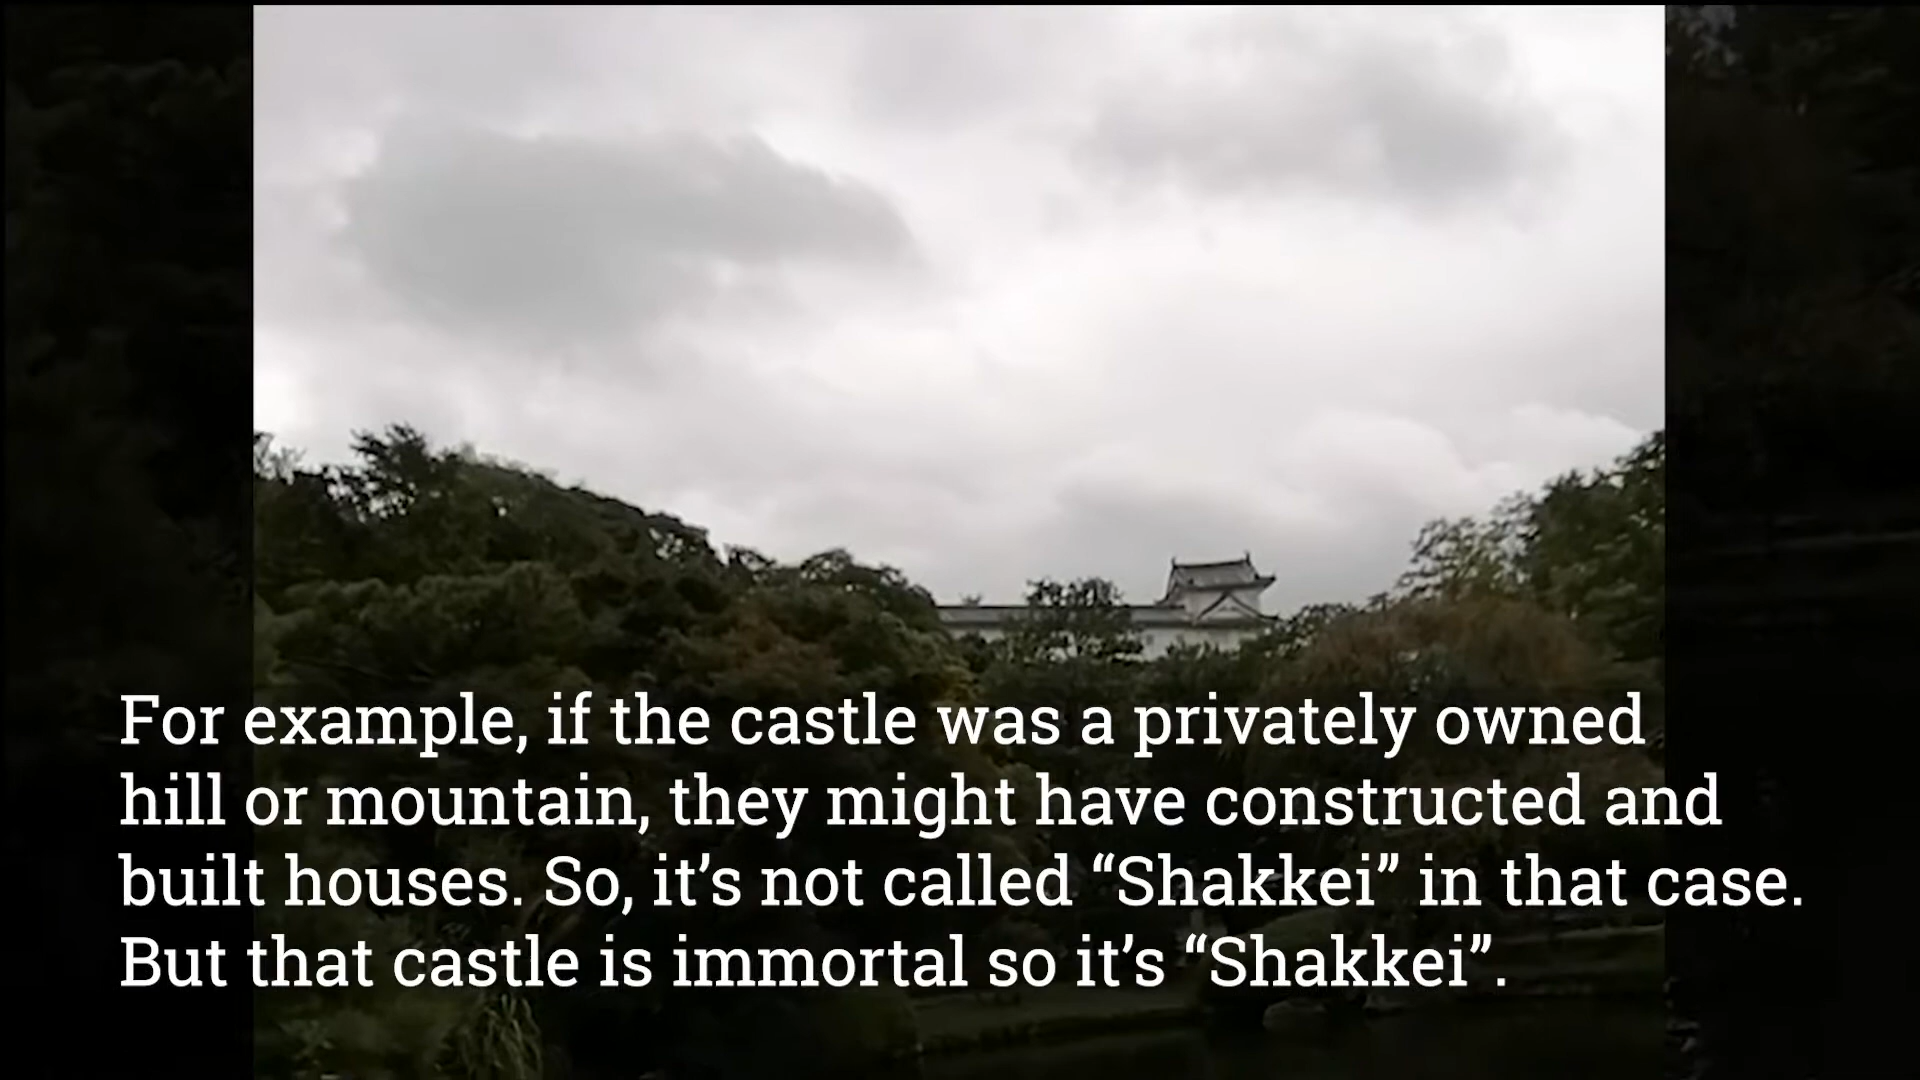 For example, if the castle was a privately owned
hill or mountain, they might have constructed and
built houses. So, it’s not called “Shakkei” in that case.
But that castle is immortal so it’s “Shakkei”.